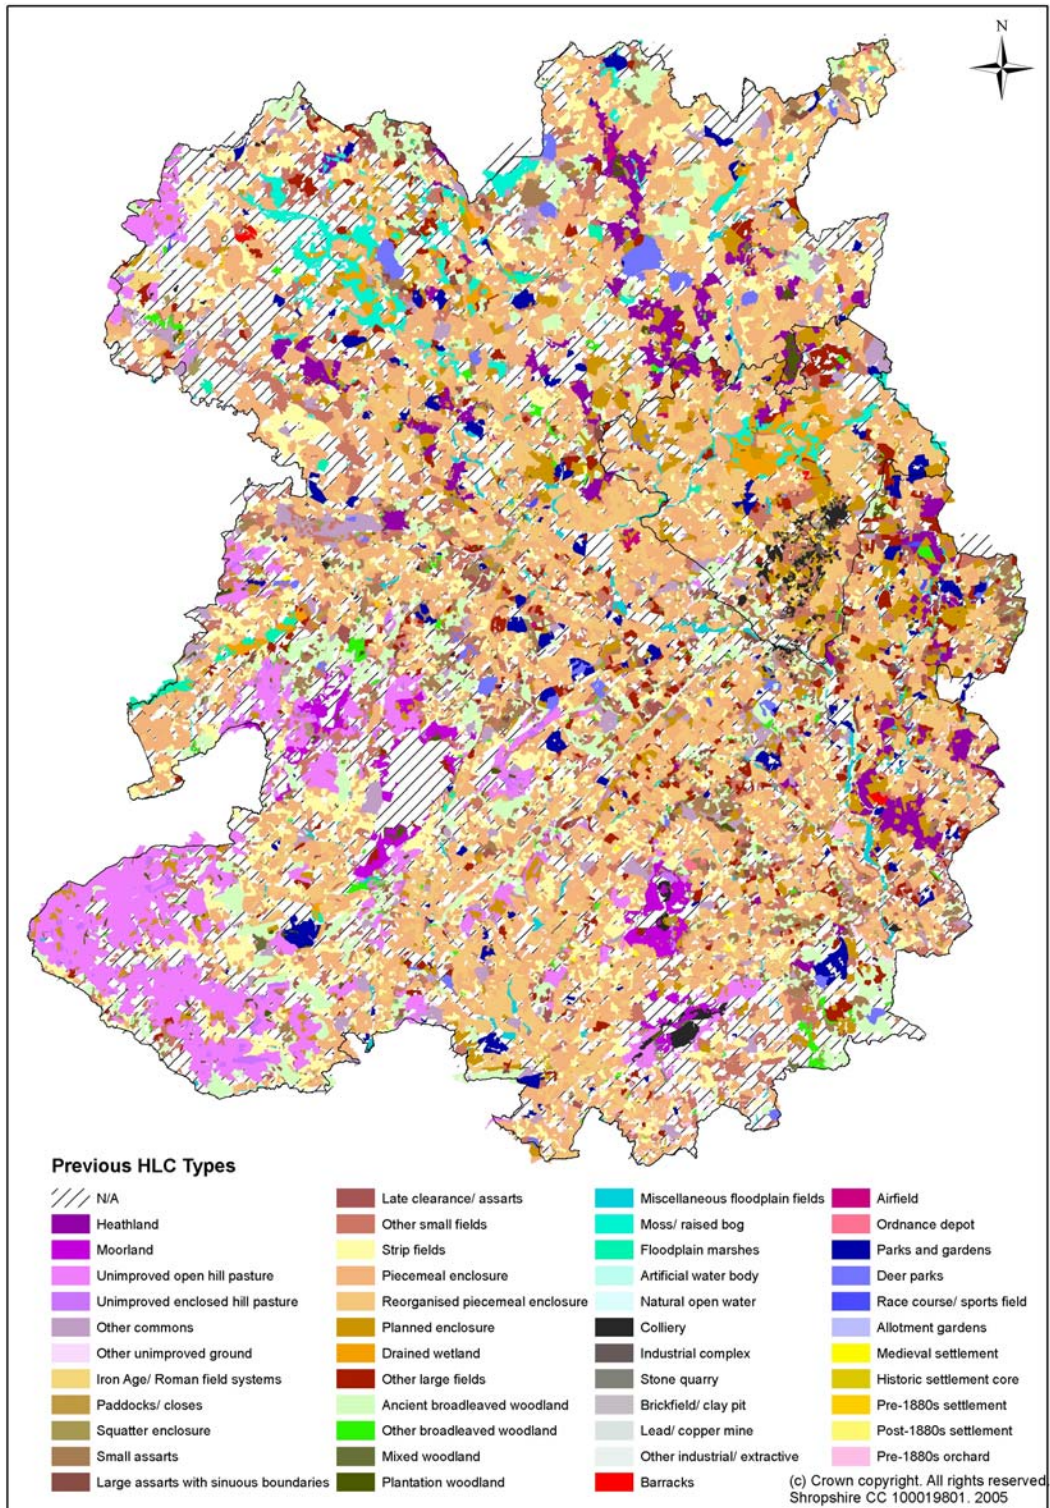 N
Previous HLC Types
N/A
Heathland
Moorland
Unimproved open hill pasture
Unimproved enclosed hill pasture
Other commons
Other unimproved ground
Iron Age/ Roman field systems
Paddocks/ closes
Squatter enclosure
Small assarts
Large assarts with sinuous boundaries
Late clearance/ assarts
Other small fields
Strip fields
Piecemeal enclosure
Reorganised piecemeal enclosure
Planned enclosure
Drained wetland
Other large fields
Ancient broadleaved woodland
Other broadleaved woodland
Mixed woodland
Plantation woodland
Miscellaneous floodplain fields
Moss/ raised bog
Floodplain marshes
Artificial water body
Natural open water
Colliery
Industrial complex
Stone quarry
Brickfield/ clay pit
Lead/ copper mine
Other industrial/ extractive
Barracks
Airfield
Ordnance depot
Parks and gardens
Deer parks
Race course/ sports field
Allotment gardens
Medieval settlement
Historic settlement core
Pre-1880s settlement
Post-1880s settlement
Pre-1880s orchard
(c) Crown copyright. All rights reserved
Shropshire CC 100019801. 2005